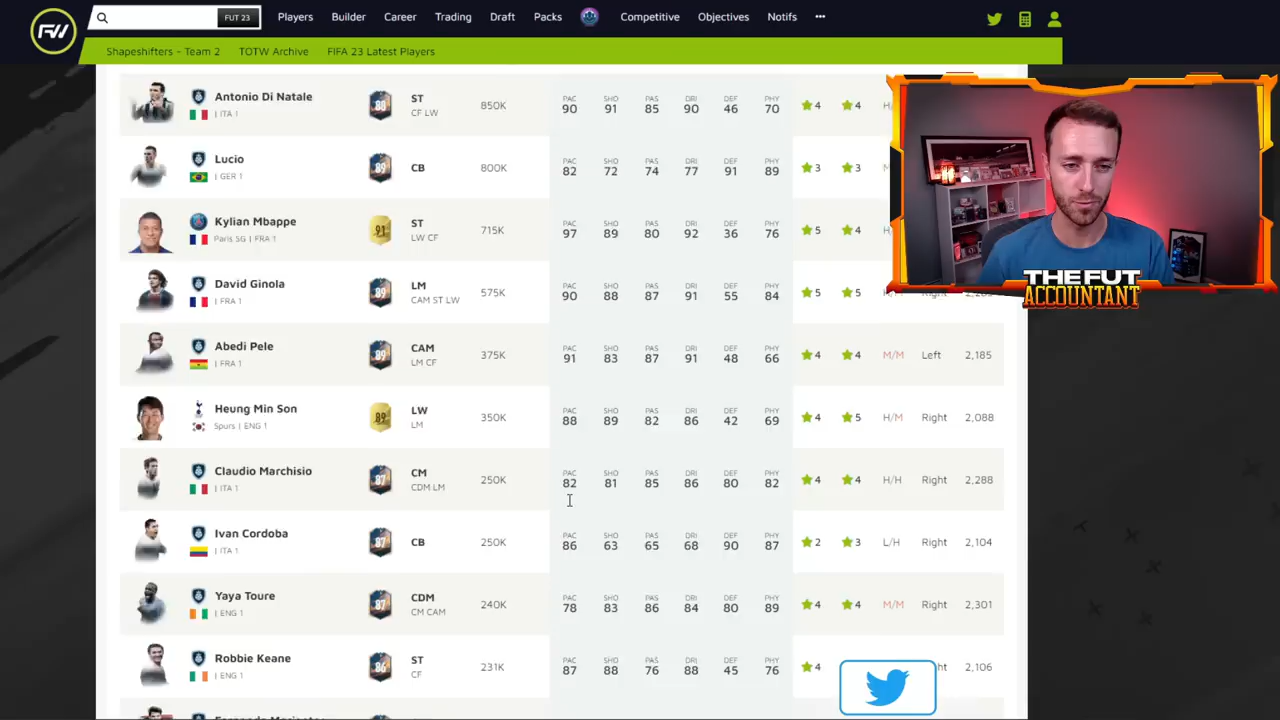 FW FUT 23 Players Builder Career Trading Draft Packs Competitive Objectives Notifs
Shapeshifters - Team 2 TOTW Archive FIFA 23 Latest Players
Antonio Di Natale 88 ST 850K PAC SHO PAS DRI DEF PHY 4 4
ITA 1 CF LW 90 91 85 90 46 70
Lucio 89 CB 800K PAC SHO PAS DRI DEF PHY 3 3
GER 1 82 72 74 77 91 89
Kylian Mbappe 91 ST 715K PAC SHO PAS DRI DEF PHY 5 4
Paris SG | FRA 1 LW CF 97 89 80 92 36 76
THE FUT
ACCOUNTANT
David Ginola 89 LM 575K PAC SHO PAS DRI DEF PHY 5 5
FRA 1 CAM ST LW 90 88 87 91 55 84
Abedi Pele 89 CAM 375K PAC SHO PAS DRI DEF PHY 4 4 M/M Left 2,185
FRA 1 LM CF 91 83 87 91 48 66
Heung Min Son 89 LW 350K PAC SHO PAS DRI DEF PHY 4 5 H/M Right 2,088
Spurs | ENG 1 LM 88 89 82 86 42 69
Claudio Marchisio 87 CM 250K PAC SHO PAS DRI DEF PHY 4 4 H/H Right 2,288
ITA 1 CDM LM 82 81 85 86 80 82
Ivan Cordoba 87 CB 250K PAC SHO PAS DRI DEF PHY 2 3 L/H Right 2,104
ITA 1 86 63 65 68 90 87
Yaya Toure 87 CDM 240K PAC SHO PAS DRI DEF PHY 4 4 M/M Right 2,301
ENG 1 CM CAM 78 83 86 84 80 89
Robbie Keane 86 ST 231K PAC SHO PAS DRI DEF PHY 4 ht 2,106
ENG 1 CF 87 88 76 88 45 76